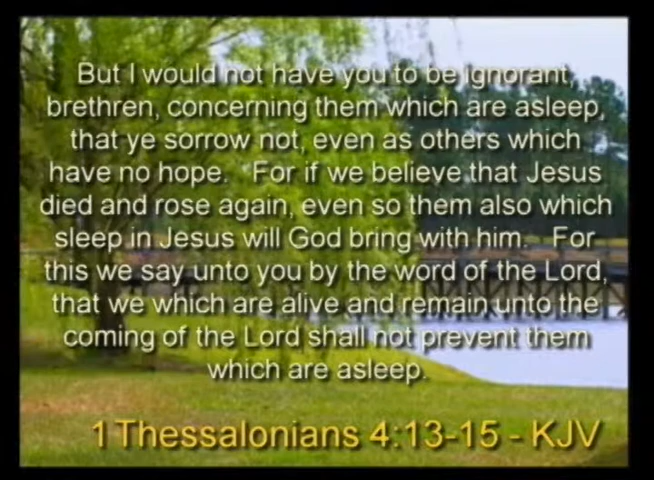 But I would not have you to be ignorant,
brethren, concerning them which are asleep,
that ye sorrow not, even as others which
have no hope. For if we believe that Jesus
died and rose again, even so them also which
sleep in Jesus will God bring with him. For
this we say unto you by the word of the Lord,
that we which are alive and remain unto the
coming of the Lord shall not prevent them
which are asleep.
1 Thessalonians 4:13-15 - KJV